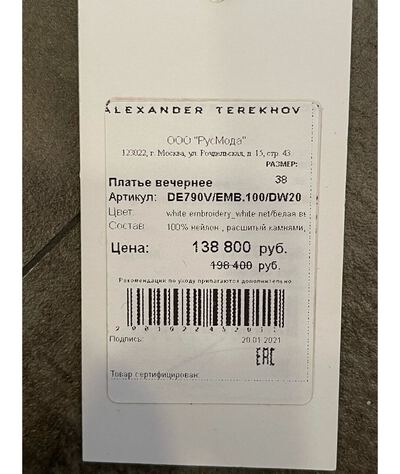 ALEXANDER TEREKHOV
ООО "РусМода"
123022, г. Москва, ул. Рочдельская, д. 15, стр. 43
РАЗМЕР:
Платье вечернее 38
Артикул: DE790V/EMB.100/DW20
Цвет white embroidery_white net/белая вы
Состав 100% нейлон , расшитый камнями,
Цена: 138 800 руб.
198 400 руб.
Рекомендации по уходу прилагаются дополнительно
Подпись: 20.01.2021
EAC
Товар сертифицирован